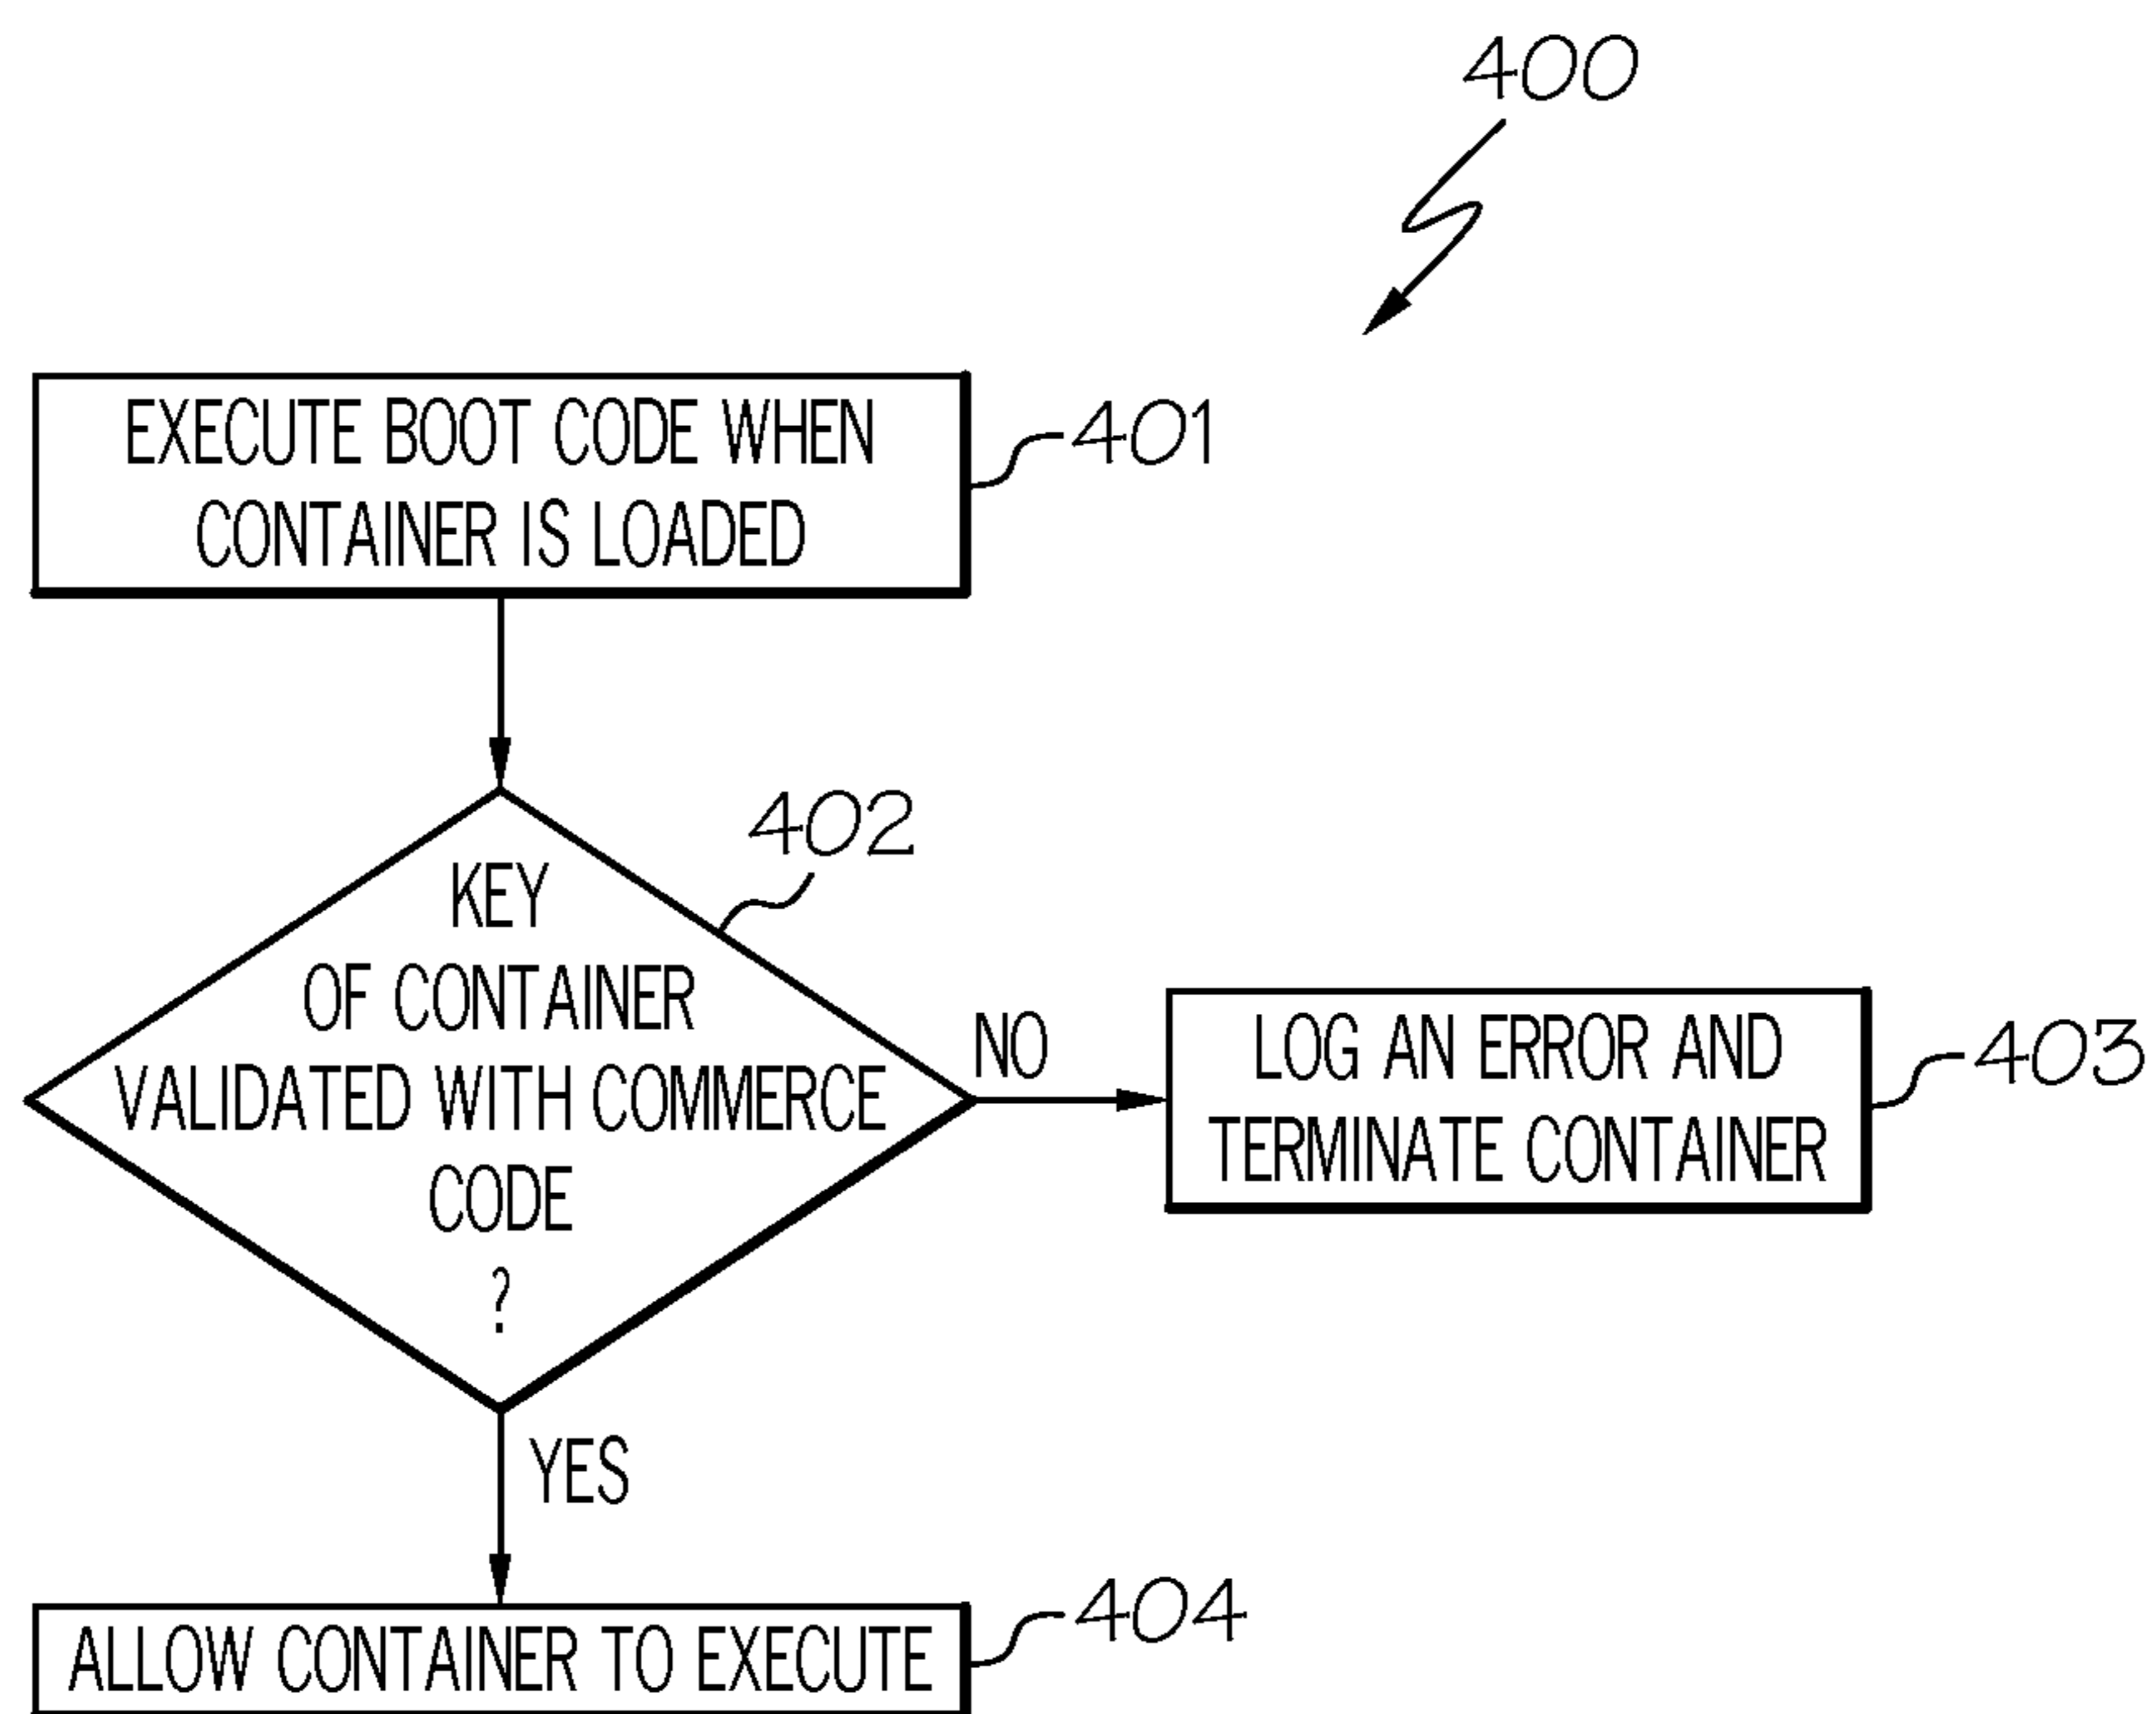 400
EXECUTE BOOT CODE WHEN
CONTAINER IS LOADED
401
402
KEY
OF CONTAINER
VALIDATED WITH COMMERCE
CODE
?
NO
LOG AN ERROR AND
TERMINATE CONTAINER
403
YES
ALLOW CONTAINER TO EXECUTE
404